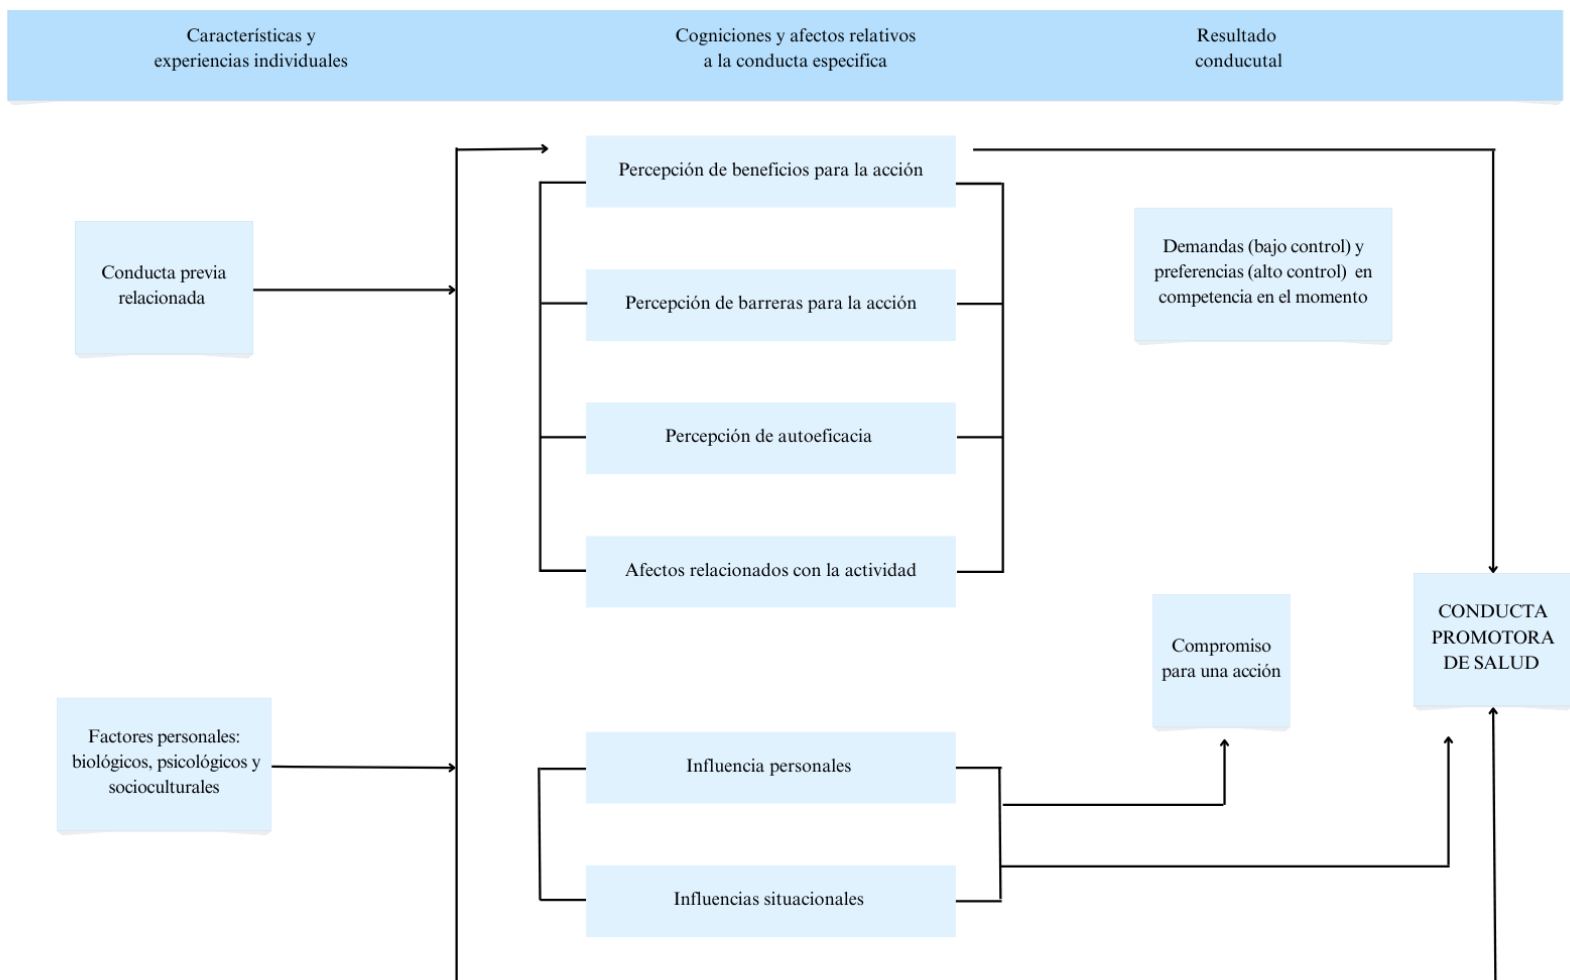 Características y
experiencias individuales
Cogniciones y afectos relativos
a la conducta especifica
Resultado
conducutal
Percepción de beneficios para la acción
Conducta previa
relacionada
Demandas (bajo control) y
preferencias (alto control) en
competencia en el momento
Percepción de barreras para la acción
Percepción de autoeficacia
Afectos relacionados con la actividad
Compromiso
para una acción
CONDUCTA
PROMOTORA
DE SALUD
Factores personales:
biológicos, psicológicos y
socioculturales
Influencia personales
Influencias situacionales